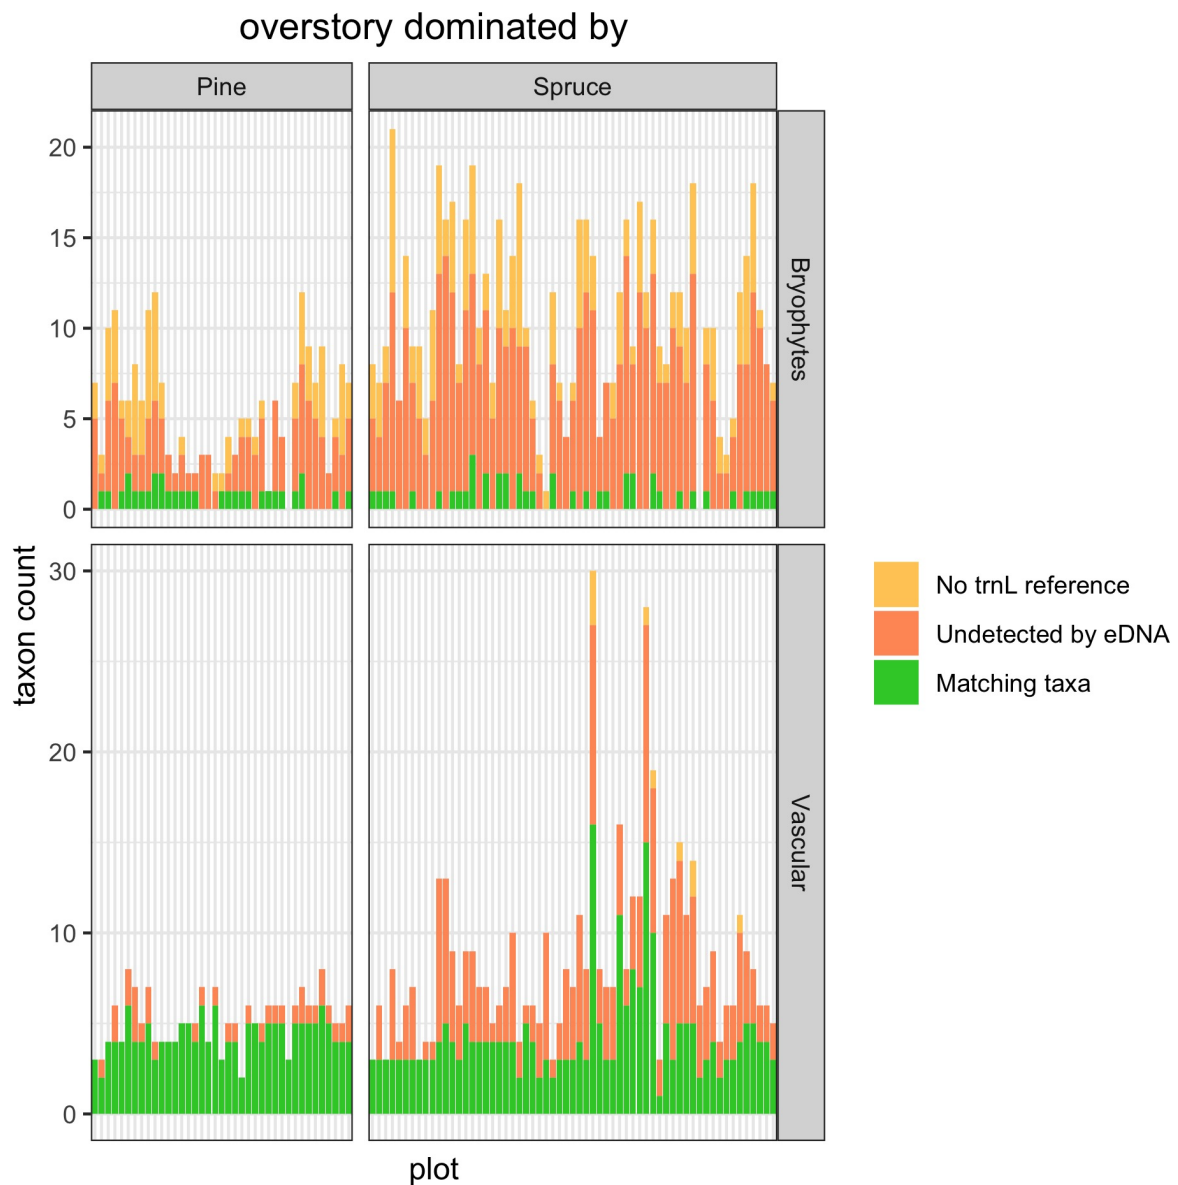 overstory dominated by
Pine
Spruce
20
15
10
5
0
Bryophytes
taxon count
30
20
10
0
Vascular
No trnL reference
Undetected by eDNA
Matching taxa
plot